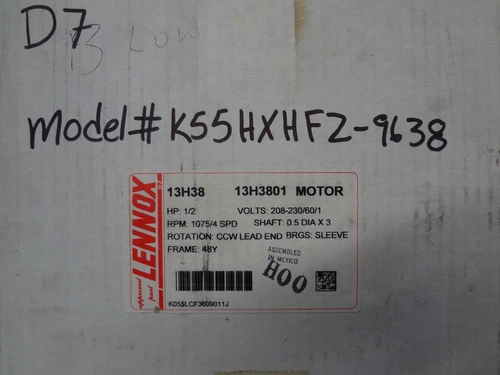 D7
13 LOW
Model# K55HXHFZ-9638
LENNOX
approved part
13H38 13H3801 MOTOR
HP: 1/2 VOLTS: 208-230/60/1
RPM: 1075/4 SPD SHAFT: 0.5 DIA X 3
ROTATION: CCW LEAD END BRGS: SLEEVE
FRAME: 48Y
ASSEMBLED
IN MEXICO
H00
K055LCF3609011J